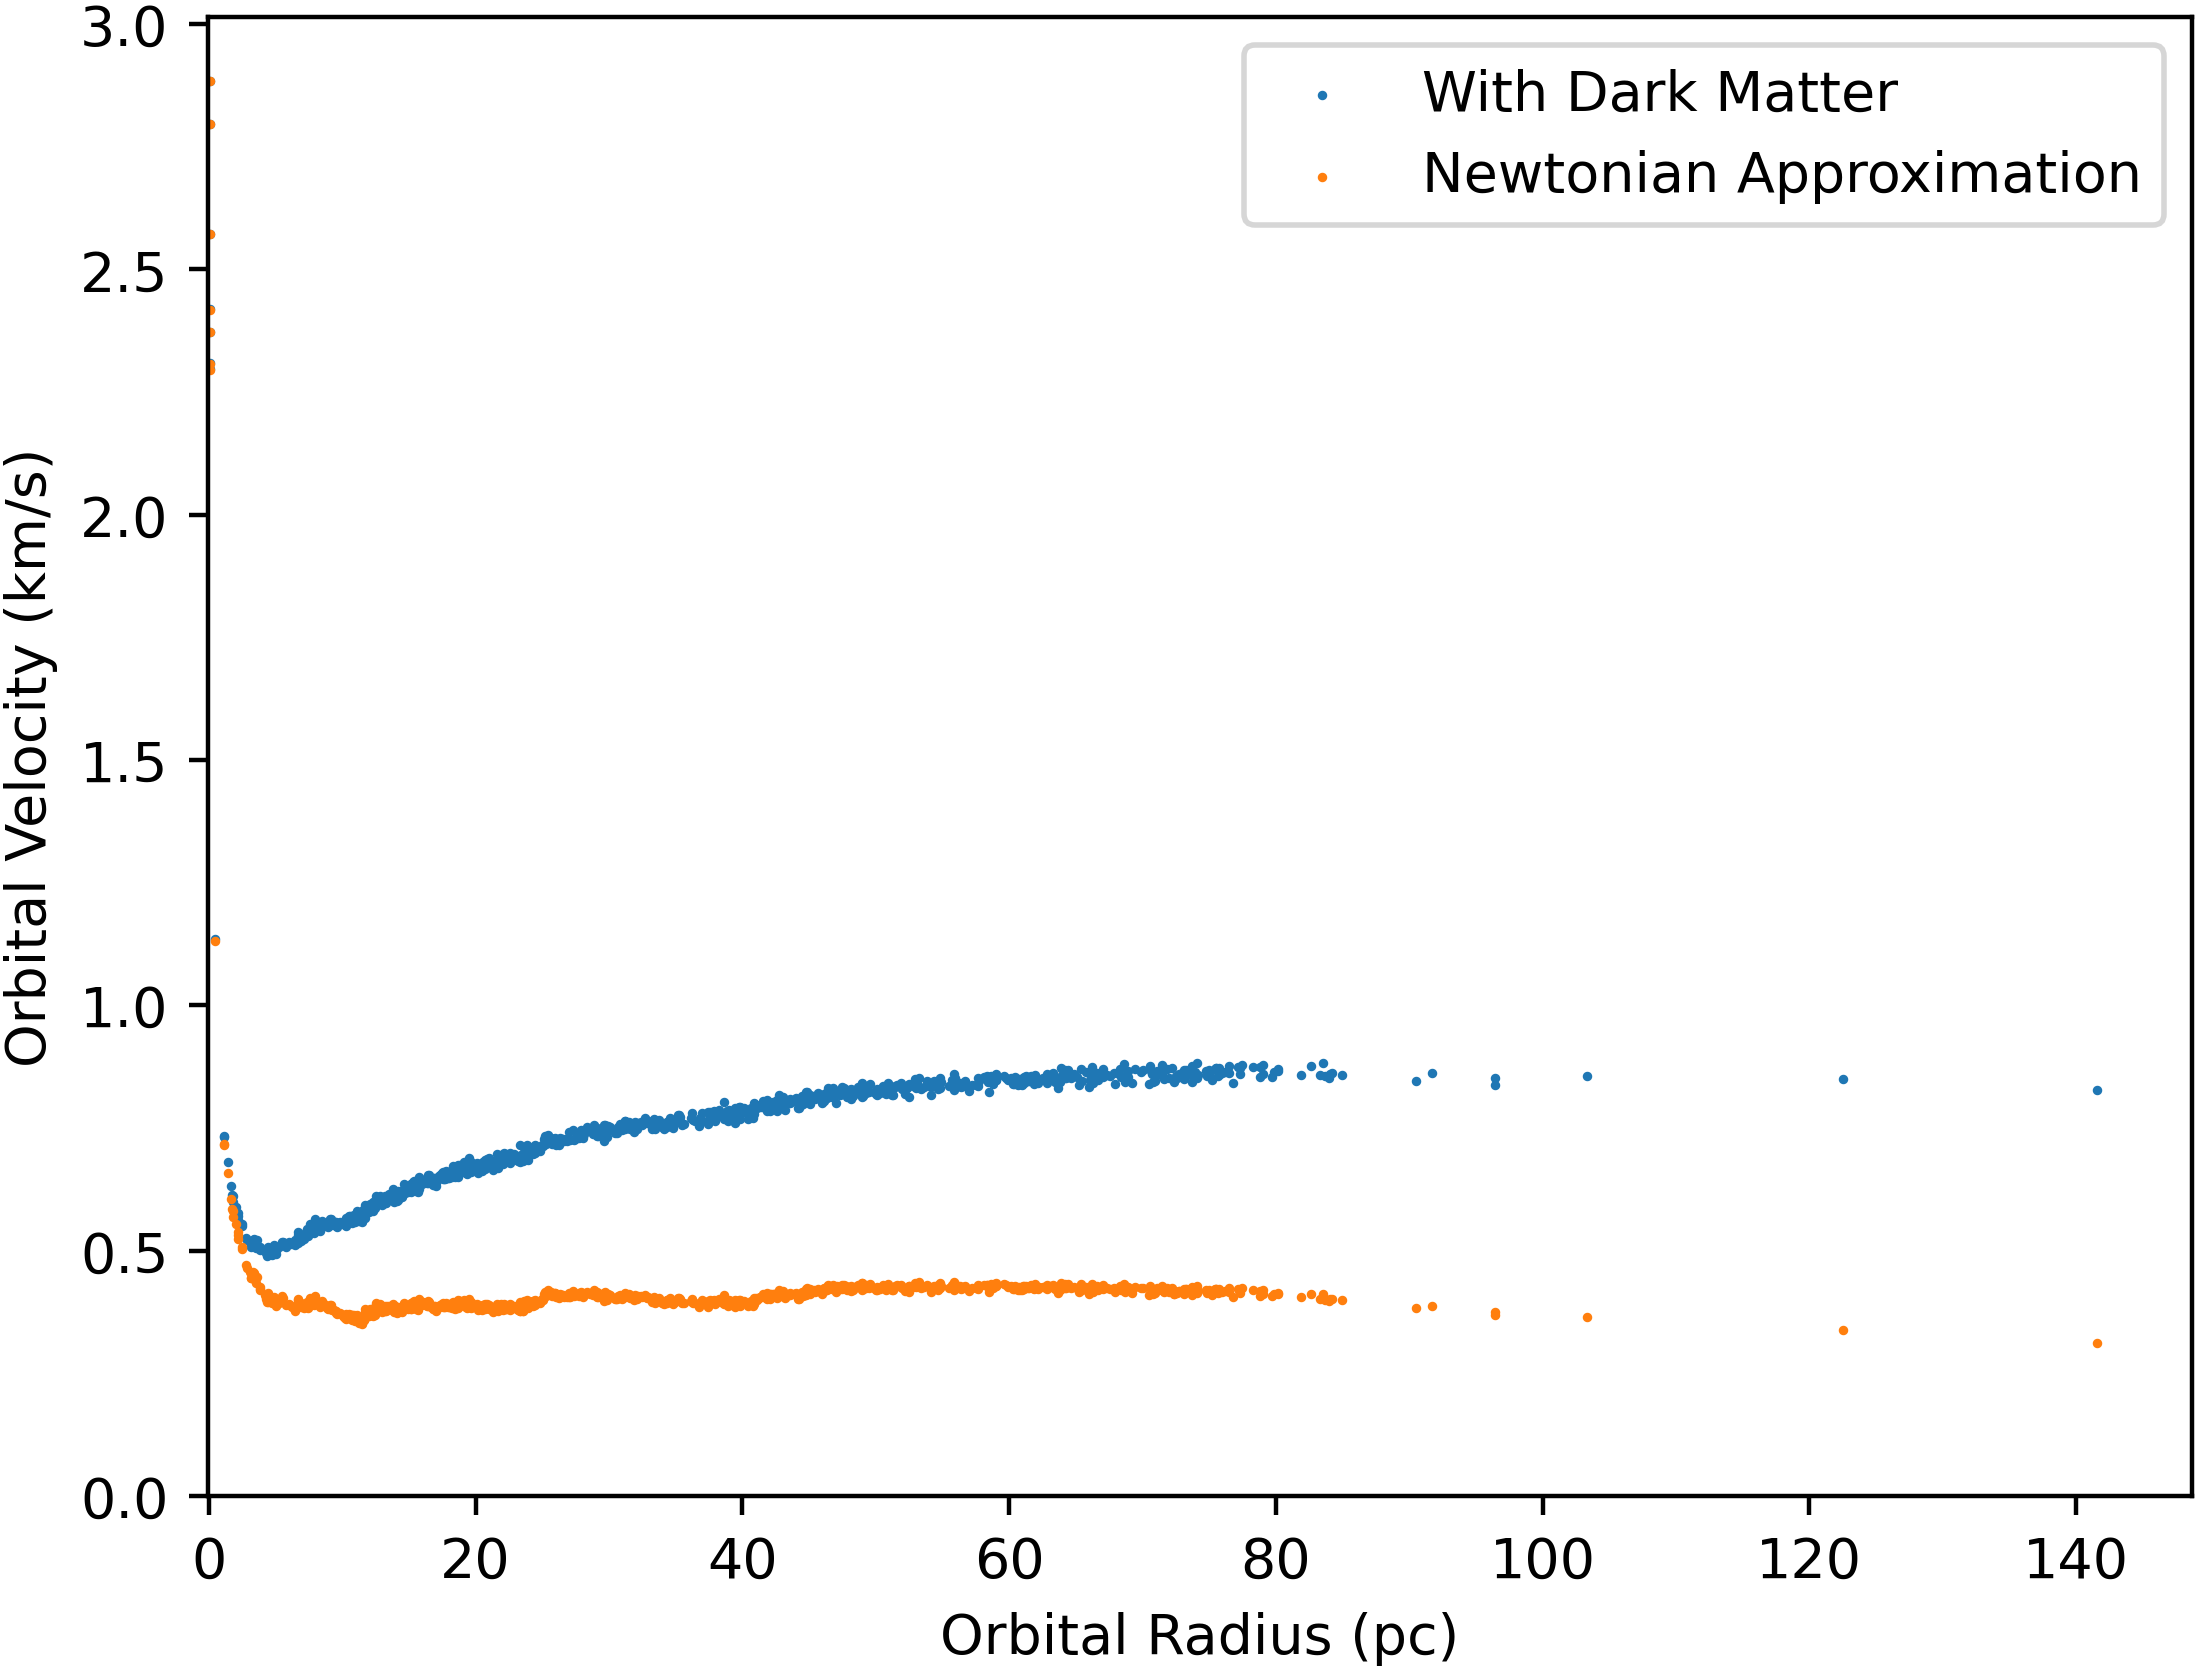 With Dark Matter
Newtonian Approximation
Orbital Velocity (km/s)
3.0
2.5
2.0
1.5
1.0
0.5
0.0
0 20 40 60 80 100 120 140
Orbital Radius (pc)